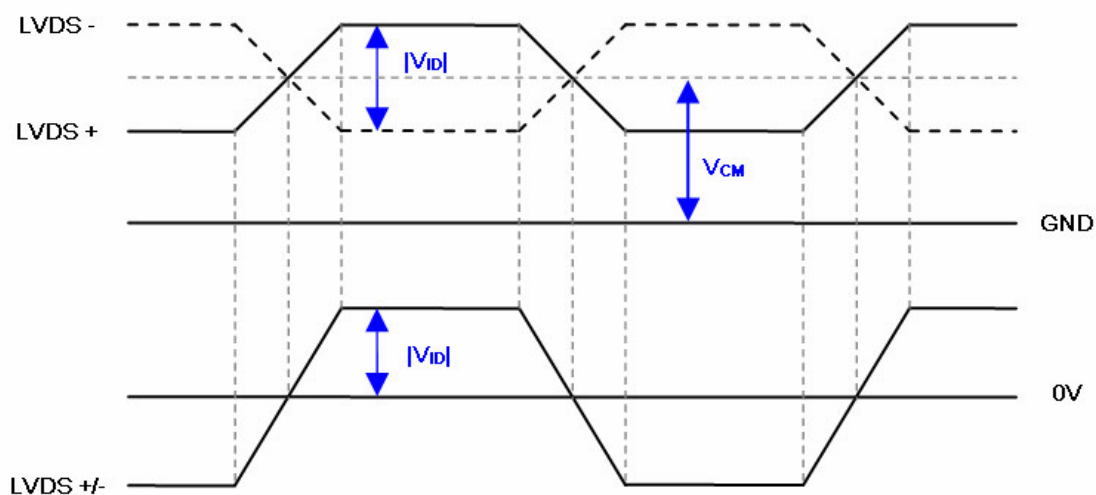 LVDS -
|VID|
LVDS +
VCM
GND
|VID|
0V
LVDS +/-